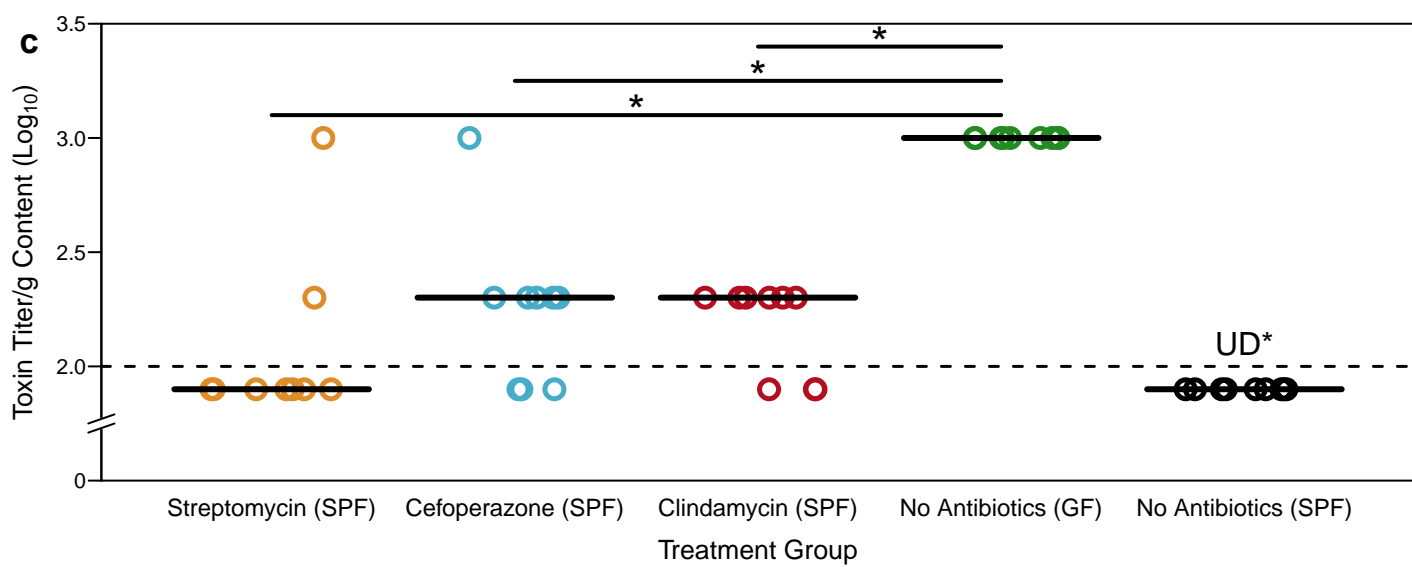 c
Toxin Titer/g Content (Log₁₀)
3.5
3.0
2.5
2.0
0
*
*
*
UD*
Streptomycin (SPF)
Cefoperazone (SPF)
Clindamycin (SPF)
No Antibiotics (GF)
No Antibiotics (SPF)
Treatment Group